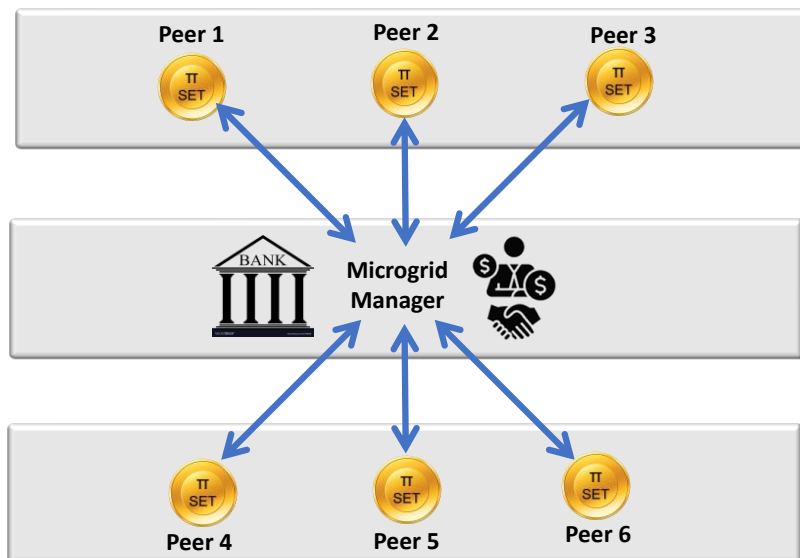 Peer 1
Peer 2
Peer 3
π
SET
π
SET
π
SET
BANK
Microgrid
Manager
$
$
π
SET
π
SET
π
SET
Peer 4
Peer 5
Peer 6